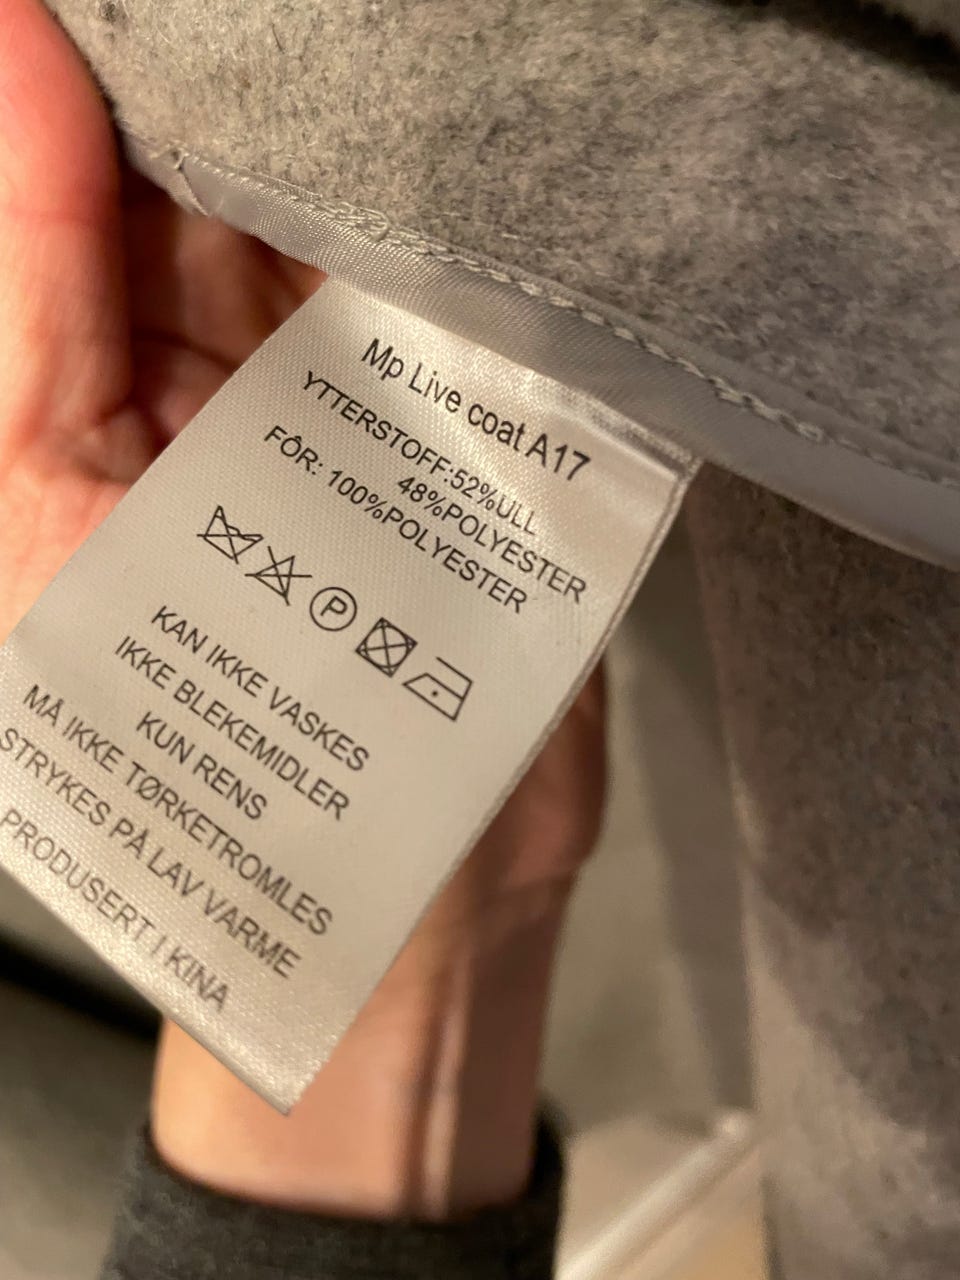 Mp Live coat A17
YTTERSTOFF:52%ULL
48%POLYESTER
FÔR: 100%POLYESTER
P
KAN IKKE VASKES
IKKE BLEKEMIDLER
KUN RENS
MÅ IKKE TØRKETROMLES
STRYKES PÅ LAV VARME
PRODUSERT I KINA